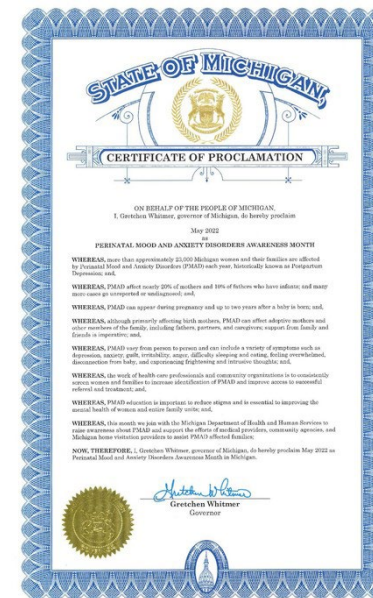 STATE OF MICHIGAN
CERTIFICATE OF PROCLAMATION
ON BEHALF OF THE PEOPLE OF MICHIGAN,
I, Gretchen Whitmer, governor of Michigan, do hereby proclaim
May 2022
as
PERINATAL MOOD AND ANXIETY DISORDERS AWARENESS MONTH
WHEREAS, more than approximately 23,000 Michigan women and their families are affected
by Perinatal Mood and Anxiety Disorders (PMAD) each year, historically known as Postpartum
Depression; and,
WHEREAS, PMAD affect nearly 20% of mothers and 10% of fathers who have infants; and many
more cases go unreported or undiagnosed; and,
WHEREAS, PMAD can appear during pregnancy and up to two years after a baby is born; and,
WHEREAS, although primarily affecting birth mothers, PMAD can affect adoptive mothers and
other members of the family, including fathers, partners, and caregivers; support from family and
friends is imperative; and,
WHEREAS, PMAD vary from person to person and can include a variety of symptoms such as
depression, anxiety, guilt, irritability, anger, difficulty sleeping and eating, feeling overwhelmed,
disconnection from baby, and experiencing frightening and intrusive thoughts; and,
WHEREAS, the work of health care professionals and community organizations is to consistently
screen women and families to increase identification of PMAD and improve access to successful
referral and treatment; and,
WHEREAS, PMAD education is important to reduce stigma and is essential to improving the
mental health of women and entire family units; and,
WHEREAS, this month we join with the Michigan Department of Health and Human Services to
raise awareness about PMAD and support the efforts of medical providers, community agencies, and
Michigan home visitation providers to assist PMAD affected families;
NOW, THEREFORE, I, Gretchen Whitmer, governor of Michigan, do hereby proclaim May 2022 as
Perinatal Mood and Anxiety Disorders Awareness Month in Michigan.
Gretchen Whitmer
Gretchen Whitmer
Governor